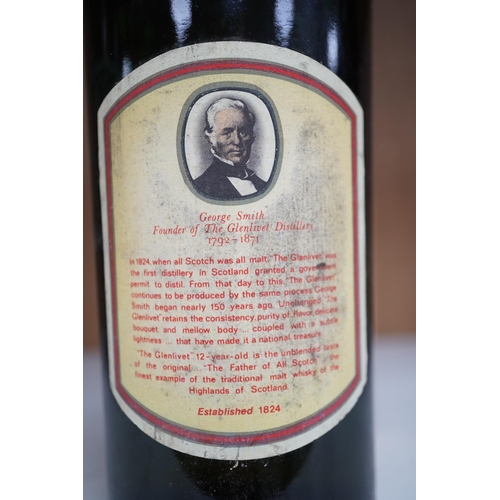 George Smith
Founder of The Glenlivet Distillery
1792-1871
In 1824, when all Scotch was all malt, "The Glenlivet" was
the first distillery in Scotland granted a government
permit to distil. From that day to this "The Glenlivet"
continues to be produced by the same process George
Smith began nearly 150 years ago. Unchanged, "The
Glenlivet" retains the consistency, purity of flavor, delicate
bouquet and mellow body ... coupled with a subtle
lightness ... that have made it a national treasure.
"The Glenlivet" 12-year-old is the unblended taste
of the original ... "The Father of All Scotch" the
finest example of the traditional malt whisky of the
Highlands of Scotland.
Established 1824